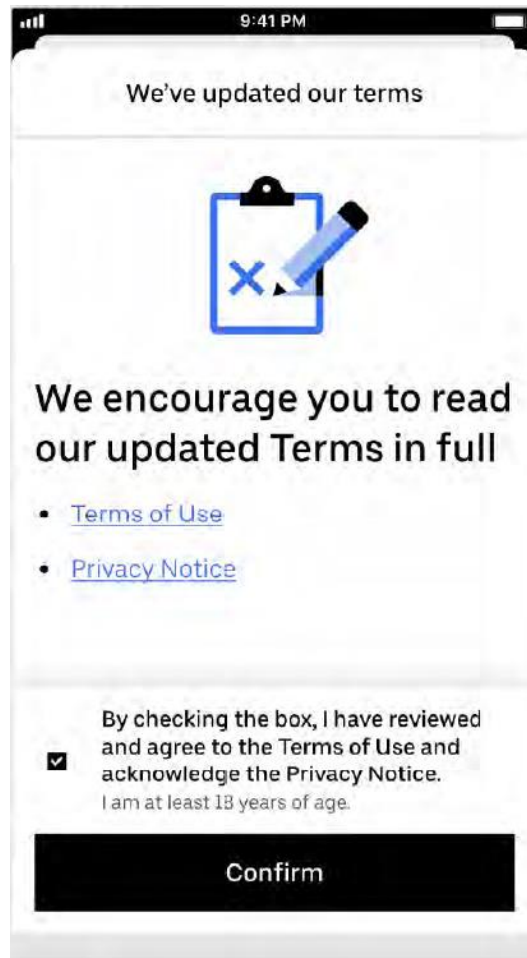 9:41 PM
We've updated our terms
We encourage you to read
our updated Terms in full
• Terms of Use
• Privacy Notice
By checking the box, I have reviewed
and agree to the Terms of Use and
acknowledge the Privacy Notice.
I am at least 18 years of age.
Confirm